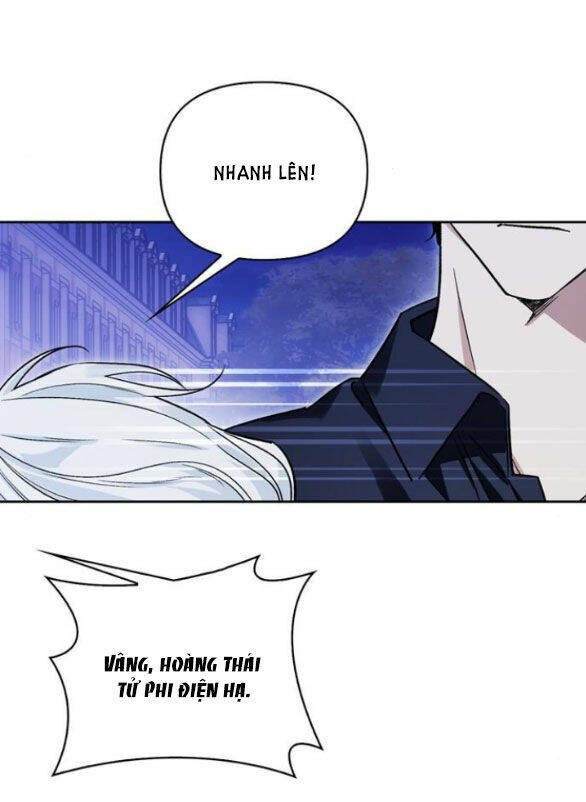 NHANH LÊN!
VÂNG, HOÀNG THÁI
TỬ PHI ĐIỆN HẠ.